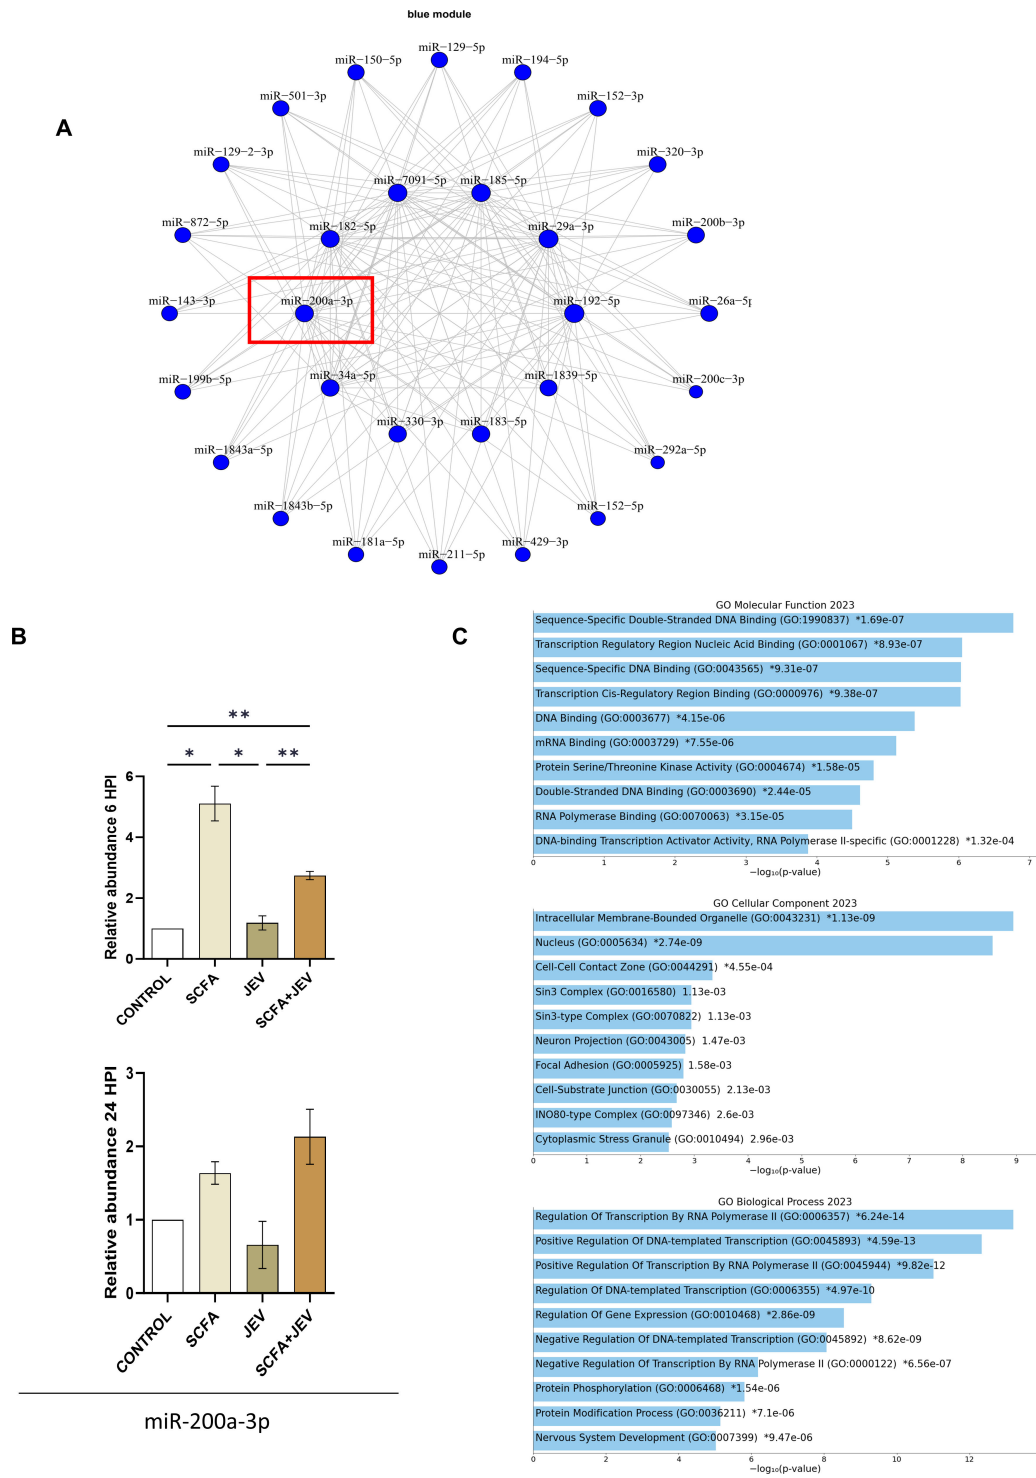 blue module
A
miR−129−5p
miR−150−5p
miR−194−5p
miR−501−3p
miR−152−3p
miR−129−2−3p
miR−320−3p
miR−7091−5p
miR−185−5p
miR−872−5p
miR−182−5p
miR−29a−3p
miR−200b−3p
miR−143−3p
miR−200a−3p
miR−192−5p
miR−26a−5p
miR−199b−5p
miR−34a−5p
miR−1839−5p
miR−200c−3p
miR−330−3p
miR−183−5p
miR−1843a−5p
miR−292a−5p
miR−1843b−5p
miR−152−5p
miR−181a−5p
miR−211−5p
miR−429−3p
B
**
* * **
Relative abundance 6 HPI
6
4
2
0
CONTROL
SCFA
JEV
SCFA+JEV
Relative abundance 24 HPI
3
2
1
0
CONTROL
SCFA
JEV
SCFA+JEV
miR-200a-3p
C
GO Molecular Function 2023
Sequence-Specific Double-Stranded DNA Binding (GO:1990837) *1.69e-07
Transcription Regulatory Region Nucleic Acid Binding (GO:0001067) *8.93e-07
Sequence-Specific DNA Binding (GO:0043565) *9.31e-07
Transcription Cis-Regulatory Region Binding (GO:0000976) *9.38e-07
DNA Binding (GO:0003677) *4.15e-06
mRNA Binding (GO:0003729) *7.55e-06
Protein Serine/Threonine Kinase Activity (GO:0004674) *1.58e-05
Double-Stranded DNA Binding (GO:0003690) *2.44e-05
RNA Polymerase Binding (GO:0070063) *3.15e-05
DNA-binding Transcription Activator Activity, RNA Polymerase II-specific (GO:0001228) *1.32e-04
0 1 2 3 4 5 6 7
−log₁₀(p-value)
GO Cellular Component 2023
Intracellular Membrane-Bounded Organelle (GO:0043231) *1.13e-09
Nucleus (GO:0005634) *2.74e-09
Cell-Cell Contact Zone (GO:0044291) *4.55e-04
Sin3 Complex (GO:0016580) 1.13e-03
Sin3-type Complex (GO:0070822) 1.13e-03
Neuron Projection (GO:0043005) 1.47e-03
Focal Adhesion (GO:0005925) 1.58e-03
Cell-Substrate Junction (GO:0030055) 2.13e-03
INO80-type Complex (GO:0097346) 2.6e-03
Cytoplasmic Stress Granule (GO:0010494) 2.96e-03
0 1 2 3 4 5 6 7 8 9
−log₁₀(p-value)
GO Biological Process 2023
Regulation Of Transcription By RNA Polymerase II (GO:0006357) *6.24e-14
Positive Regulation Of DNA-templated Transcription (GO:0045893) *4.59e-13
Positive Regulation Of Transcription By RNA Polymerase II (GO:0045944) *9.82e-12
Regulation Of DNA-templated Transcription (GO:0006355) *4.97e-10
Regulation Of Gene Expression (GO:0010468) *2.86e-09
Negative Regulation Of DNA-templated Transcription (GO:0045892) *8.62e-09
Negative Regulation Of Transcription By RNA Polymerase II (GO:0000122) *6.56e-07
Protein Phosphorylation (GO:0006468) *1.54e-06
Protein Modification Process (GO:0036211) *7.1e-06
Nervous System Development (GO:0007399) *9.47e-06
0 2 4 6 8 10 12
−log₁₀(p-value)